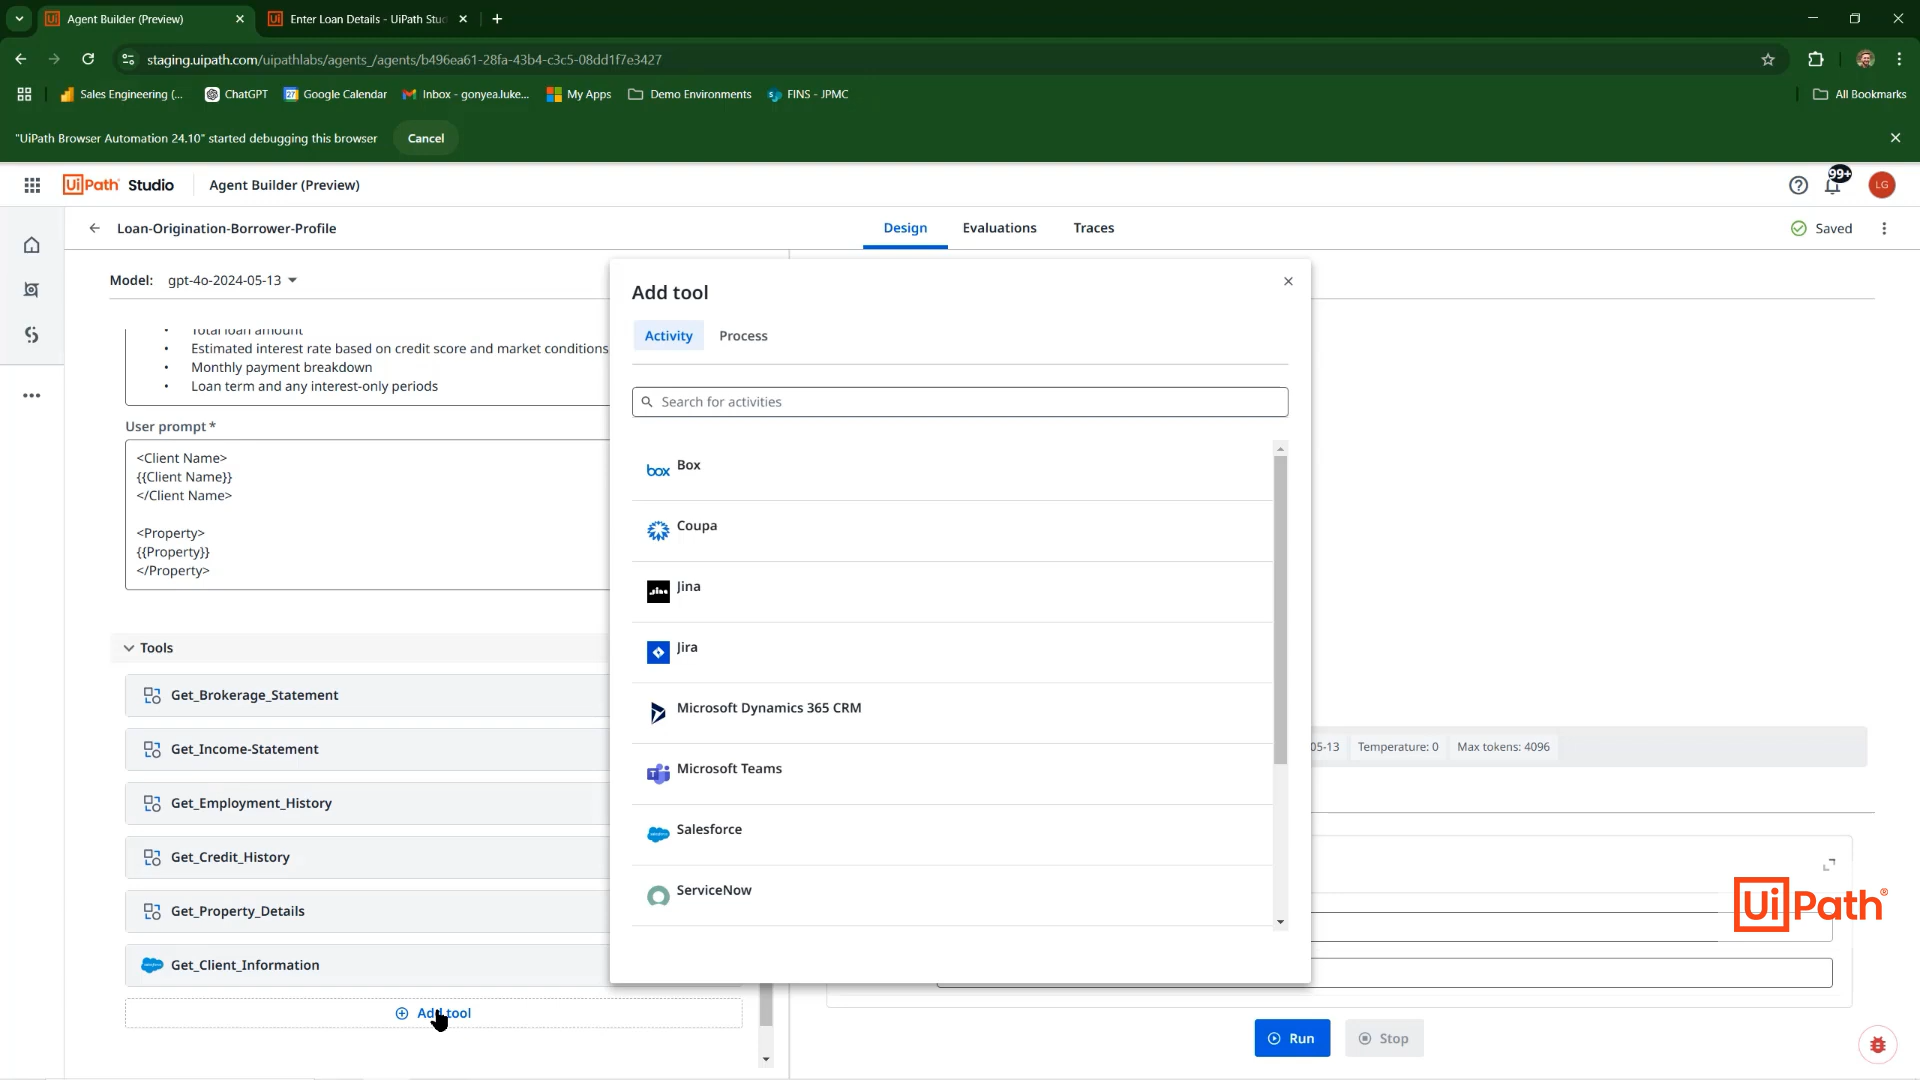 Agent Builder (Preview)
Enter Loan Details - UiPath Stu
staging.uipath.com/uipathlabs/agents_/agents/b496ea61-28fa-43b4-c3c5-08dd1f7e3427
Sales Engineering (...
ChatGPT
Google Calendar
Inbox - gonyea.luke...
My Apps
Demo Environments
FINS - JPMC
All Bookmarks
"UiPath Browser Automation 24.10" started debugging this browser
Cancel
UiPath Studio
Agent Builder (Preview)
99+
LG
Loan-Origination-Borrower-Profile
Design
Evaluations
Traces
Saved
Model: gpt-4o-2024-05-13
• Total loan amount
• Estimated interest rate based on credit score and market conditions
• Monthly payment breakdown
• Loan term and any interest-only periods
User prompt *
<Client Name>
{{Client Name}}
</Client Name>
<Property>
{{Property}}
</Property>
Tools
Get_Brokerage_Statement
Get_Income-Statement
Get_Employment_History
Get_Credit_History
Get_Property_Details
Get_Client_Information
Add tool
Add tool
Activity
Process
Search for activities
box Box
Coupa
Jina
Jira
Microsoft Dynamics 365 CRM
Microsoft Teams
Salesforce
ServiceNow
05-13
Temperature: 0
Max tokens: 4096
UiPath®
Run
Stop